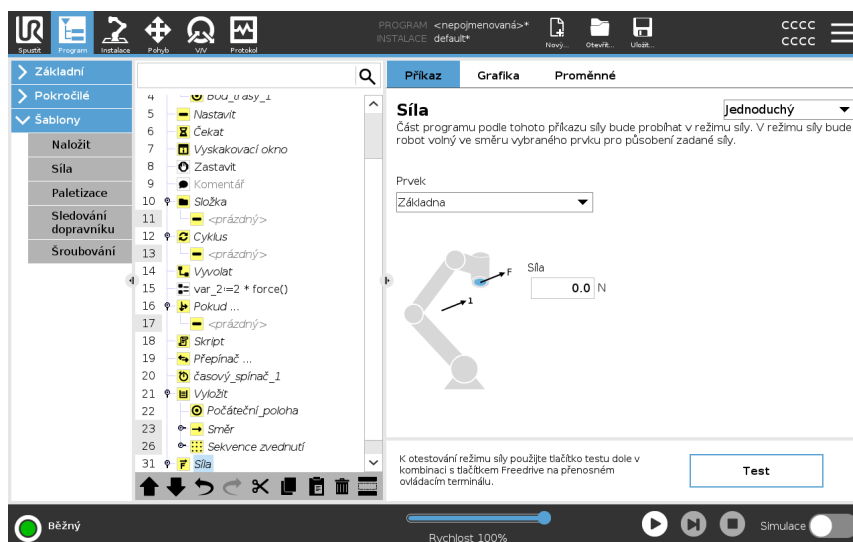 Spustit
Program
Instalace
Pohyb
V/V
Protokol
PROGRAM <nepojmenovaná>*
INSTALACE default*
Nový...
Otevřít...
Uložit...
CCCC
CCCC
Základní
Pokročilé
Šablony
Naložit
Síla
Paletizace
Sledování
dopravníku
Šroubování
4 Bod_trasy_1
5 Nastavit
6 Čekat
7 Vyskakovací okno
8 Zastavit
9 Komentář
10 Složka
11 <prázdný>
12 Cyklus
13 <prázdný>
14 Vyvolat
15 var_2≔2 * force()
16 Pokud ...
17 <prázdný>
18 Skript
19 Přepínač ...
20 časový_spínač_1
21 Vyložit
22 Počáteční_poloha
23 Směr
26 Sekvence zvednutí
31 Síla
Příkaz
Grafika
Proměnné
Síla
Jednoduchý
Část programu podle tohoto příkazu síly bude probíhat v režimu síly. V režimu síly bude
robot volný ve směru vybraného prvku pro působení zadané síly.
Prvek
Základna
F
1
Síla
0.0 N
K otestování režimu síly použijte tlačítko testu dole v
kombinaci s tlačítkem Freedrive na přenosném
ovládacím terminálu.
Test
Běžný
Rychlost 100%
Simulace